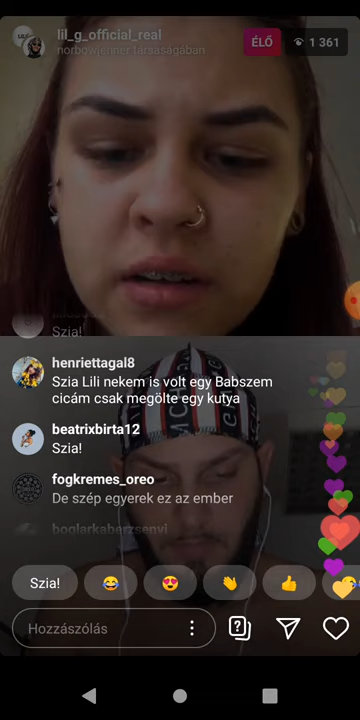 lil_g_official_real
norbowjenner társaságában
ÉLŐ
1 361
Szia!
henriettagal8
Szia Lili nekem is volt egy Babszem
cicám csak megölte egy kutya
beatrixbirta12
Szia!
fogkremes_oreo
De szép egyerek ez az ember
boglarkaberzsenyi
Szia!
Hozzászólás